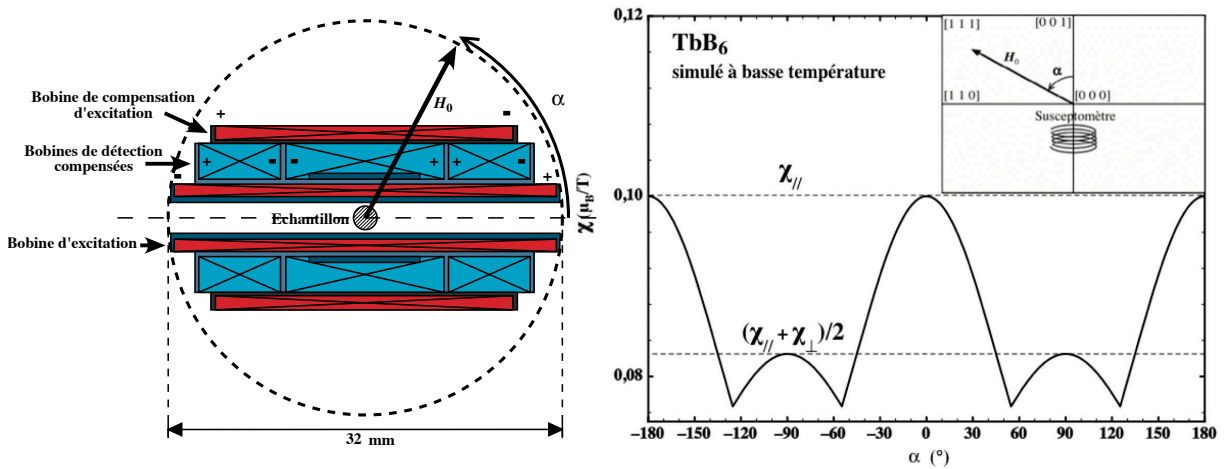 Bobine de compensation
d'excitation
+
-
H₀
α
Bobines de détection
compensées
+ - - + + -
-
+
Echantillon
Bobine d'excitation
32 mm
0,12
0,10
0,08
χ (μB/T)
TbB₆
simulé à basse température
[1 1 1]
[0 0 1]
H₀
α
[1 1 0]
[0 0 0]
Susceptomètre
χ//
(χ// + χ⊥)/2
−180 −150 −120 −90 −60 −30 0 30 60 90 120 150 180
α (°)